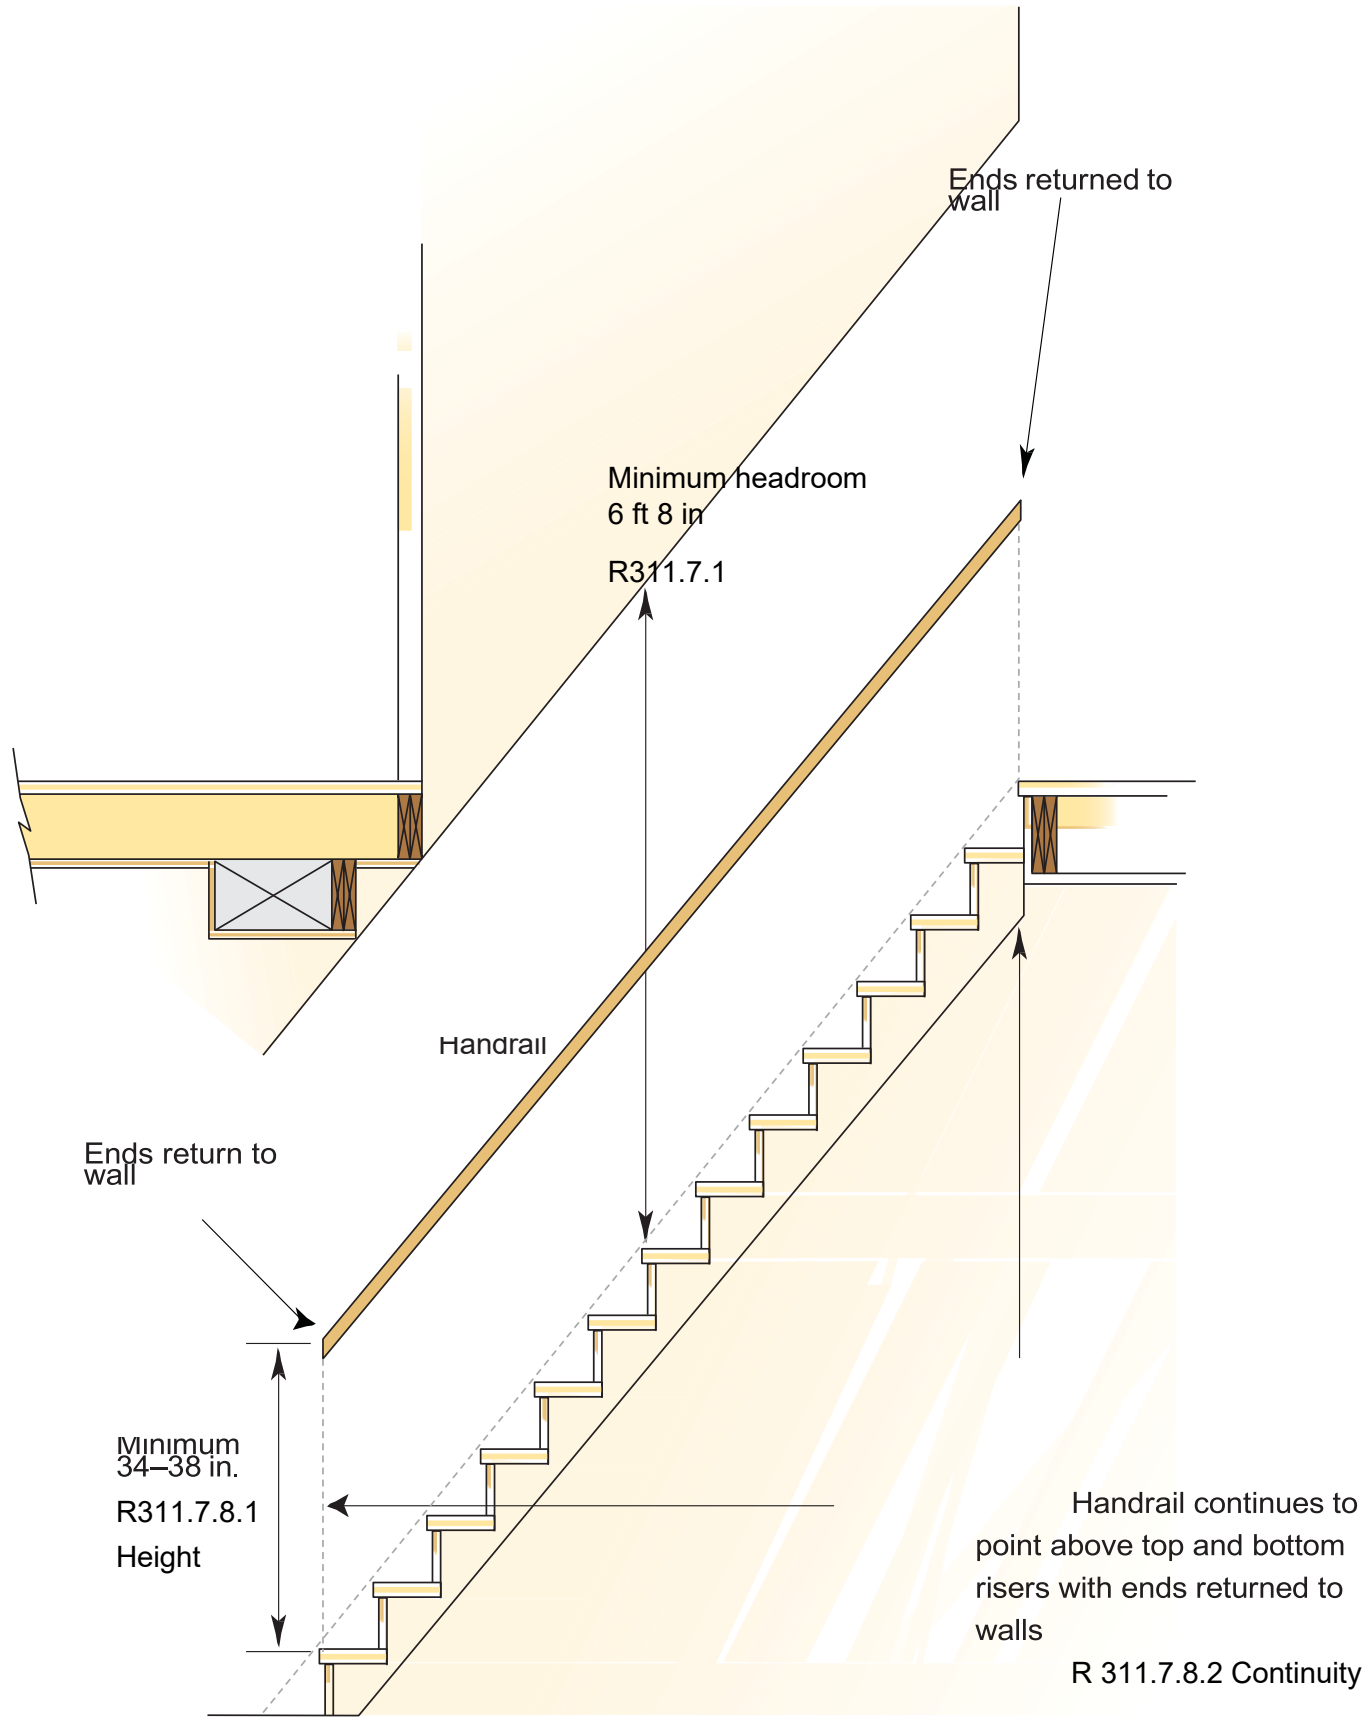 Ends returned to
wall
Minimum headroom
6 ft 8 in
R311.7.1
Handrail
Ends return to
wall
Minimum
34–38 in.
R311.7.8.1
Height
Handrail continues to
point above top and bottom
risers with ends returned to
walls
R 311.7.8.2 Continuity